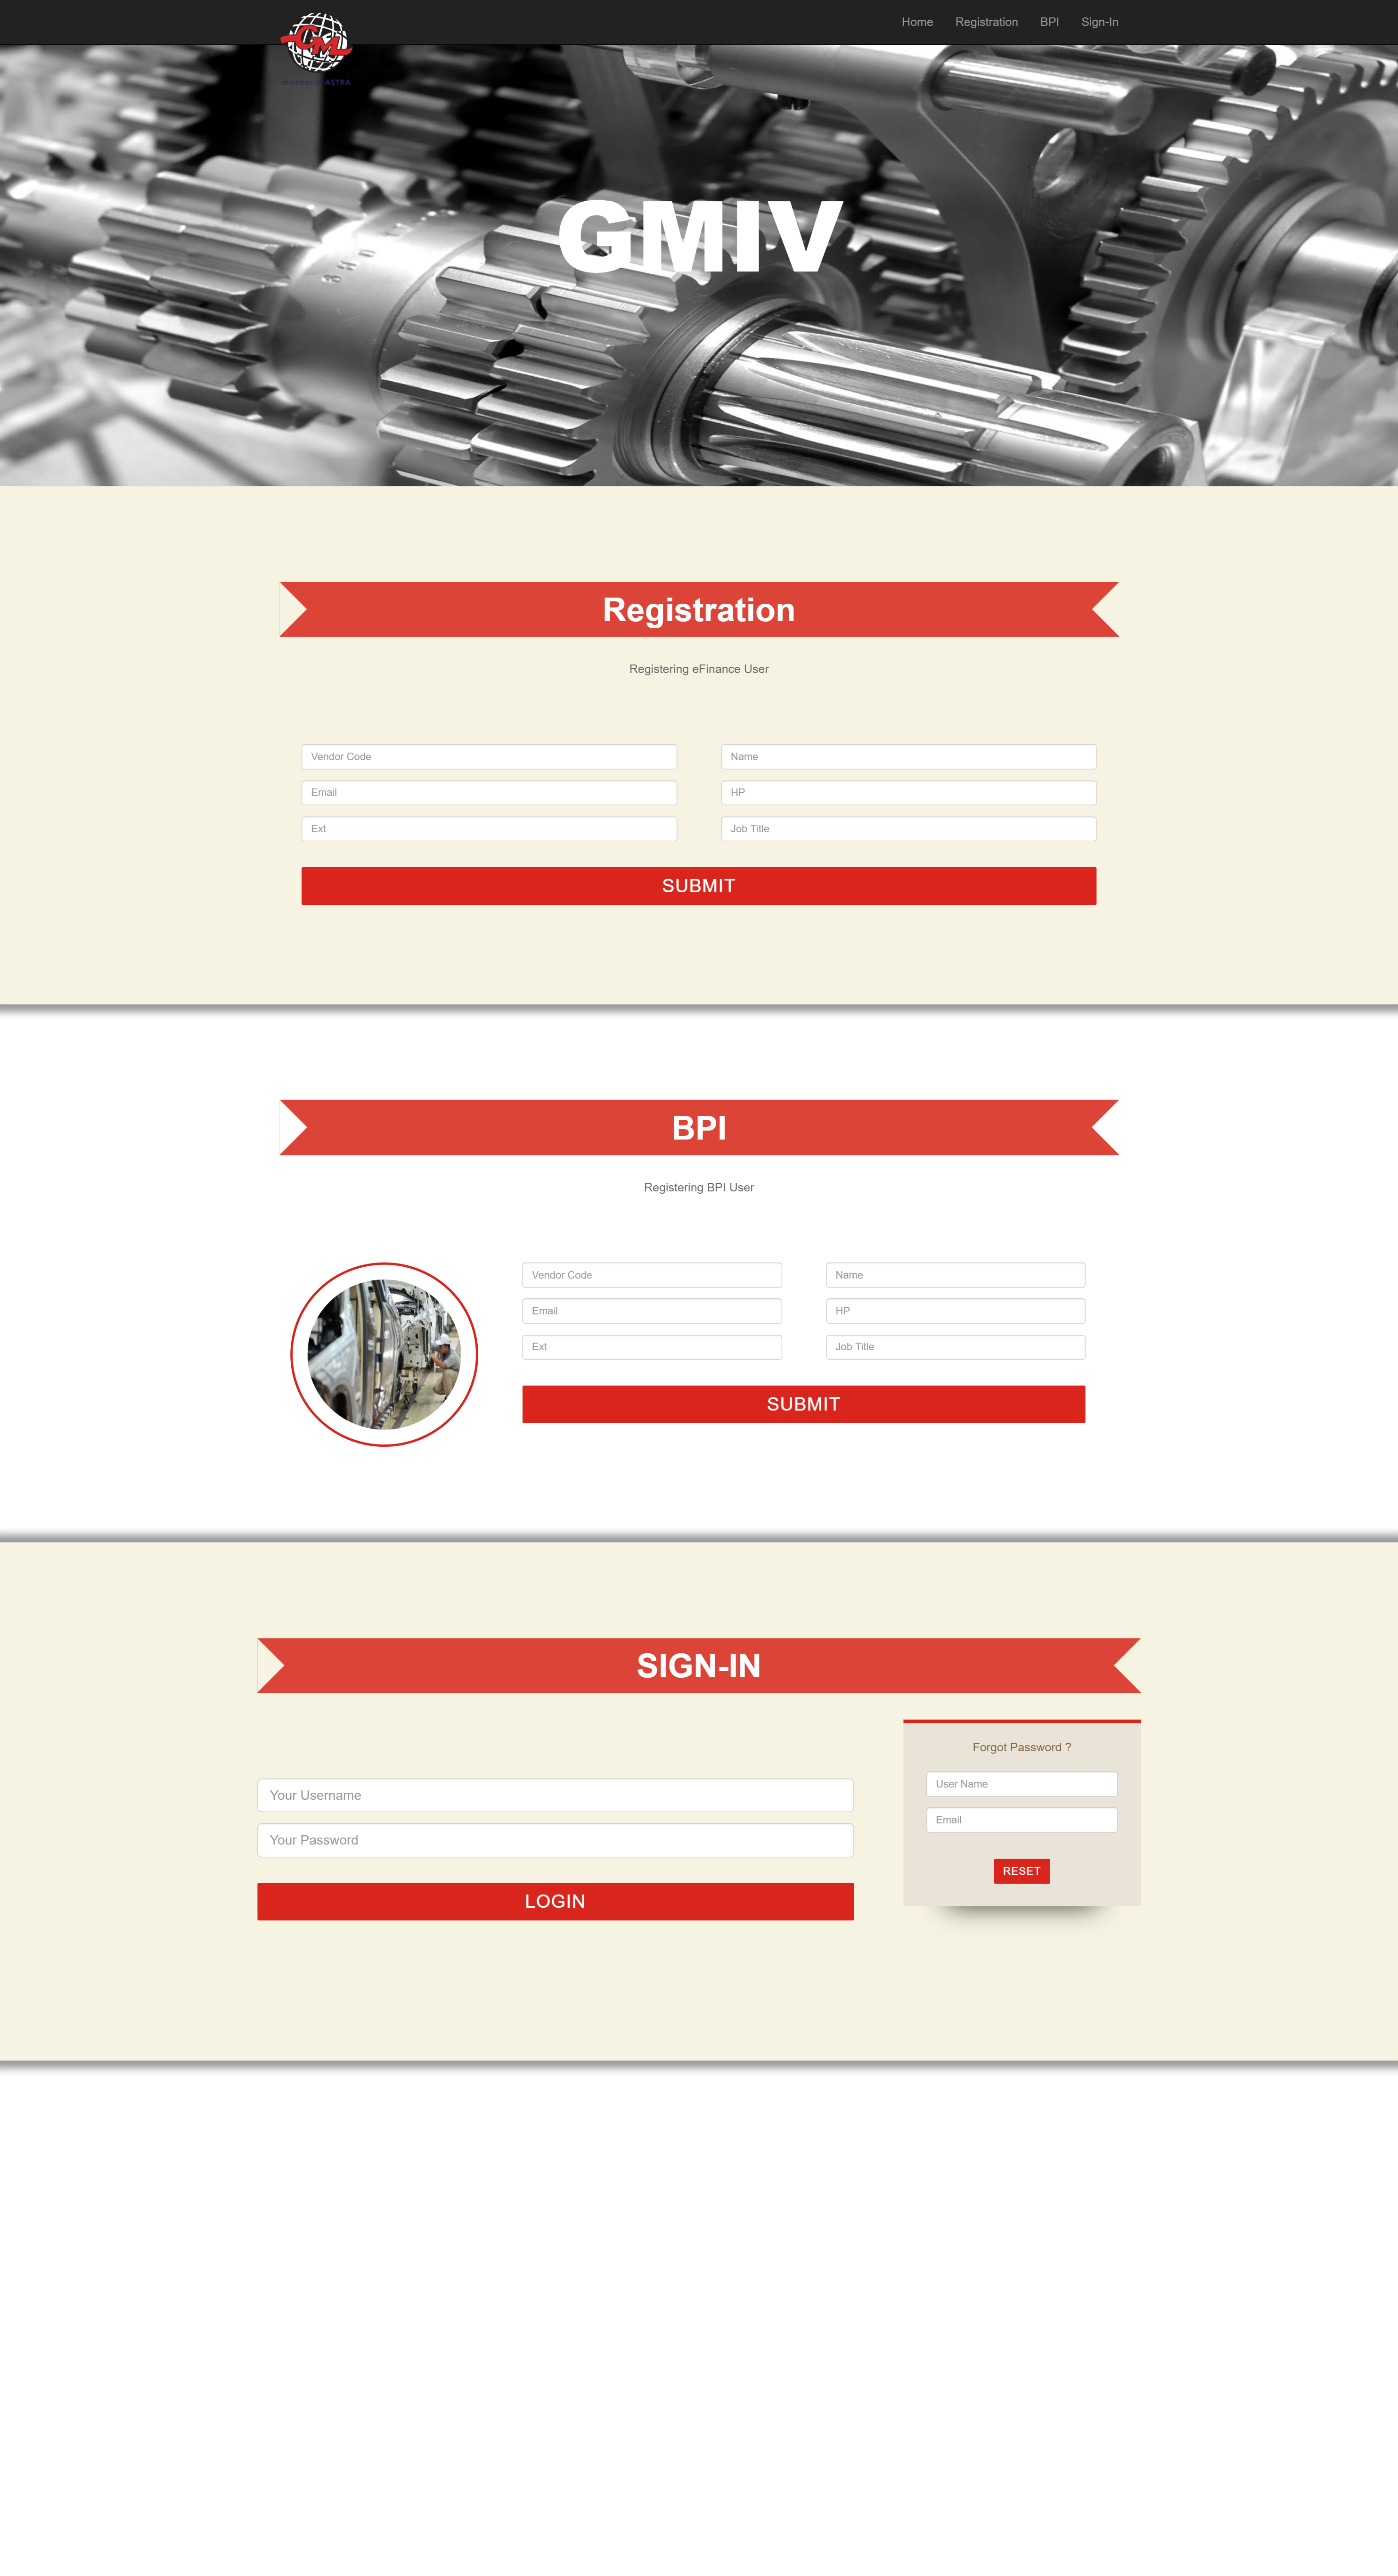 Home Registration BPI Sign-In
GMIV
Registration
Registering eFinance User
Vendor Code Name
Email HP
Ext Job Title
SUBMIT
BPI
Registering BPI User
Vendor Code Name
Email HP
Ext Job Title
SUBMIT
SIGN-IN
Forgot Password ?
User Name
Your Username
Email
Your Password
RESET
LOGIN
ASTRA